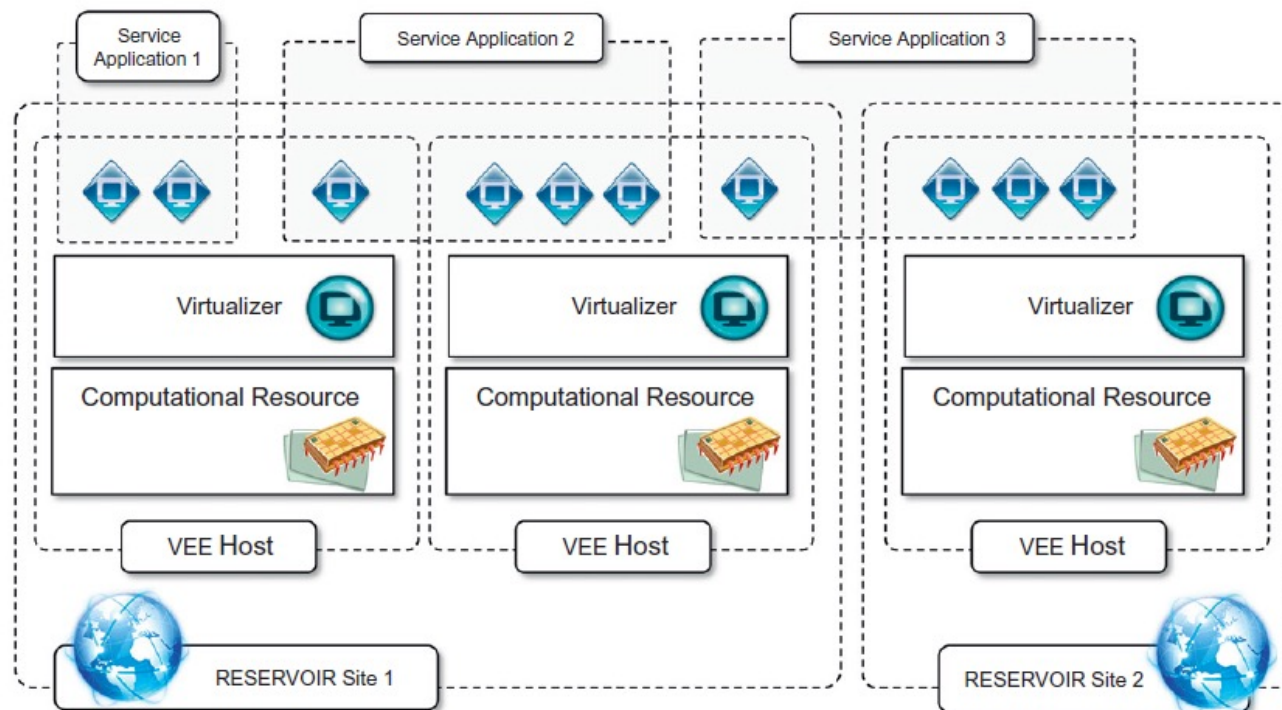 Service
Application 1
Service Application 2
Service Application 3
Virtualizer
Virtualizer
Virtualizer
Computational Resource
Computational Resource
Computational Resource
VEE Host
VEE Host
VEE Host
RESERVOIR Site 1
RESERVOIR Site 2